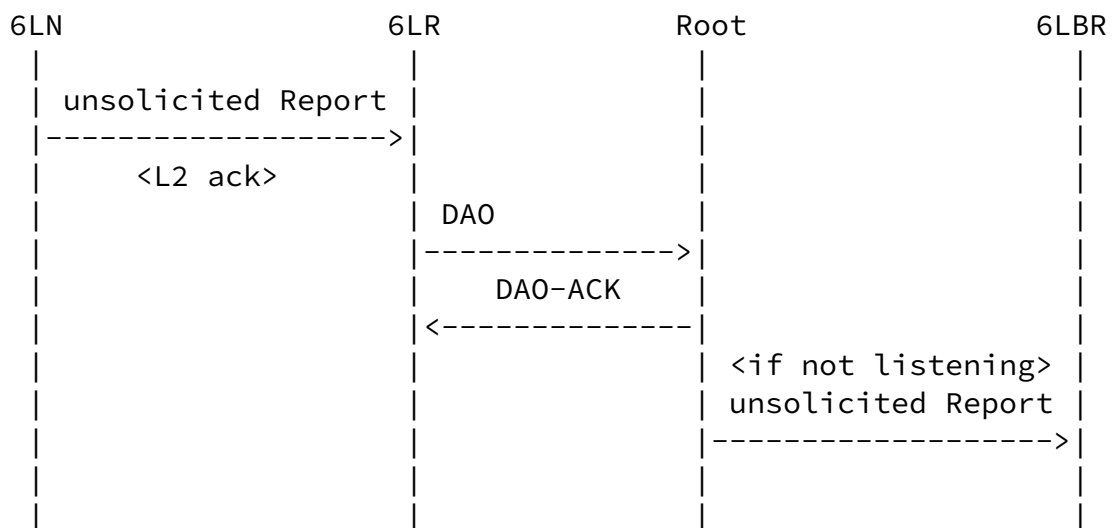 6LN 6LR Root 6LBR
unsolicited Report
<L2 ack>
DAO
DAO-ACK
<if not listening>
unsolicited Report